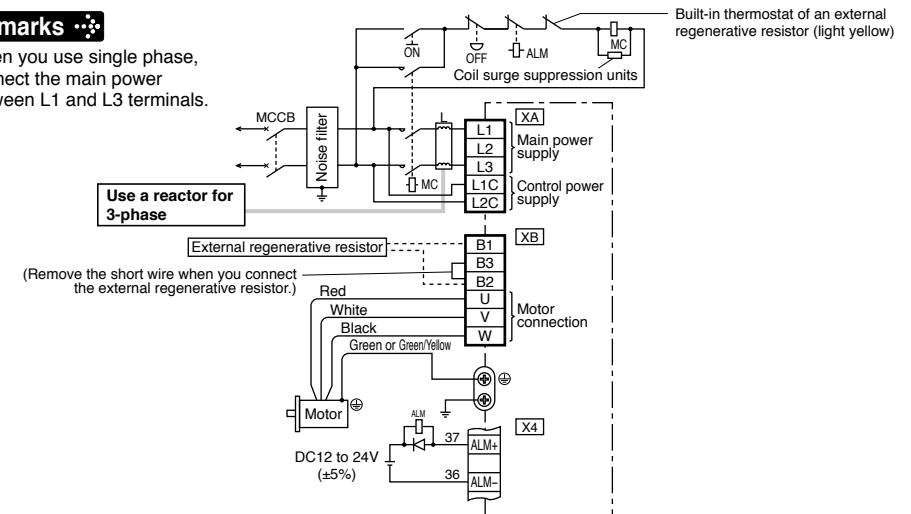 marks
en you use single phase,
nect the main power
ween L1 and L3 terminals.
Built-in thermostat of an external
regenerative resistor (light yellow)
ON
OFF
ALM
MC
Coil surge suppression units
MCCB
Noise filter
L
XA
L1
L2
L3
L1C
L2C
Main power
supply
Control power
supply
MC
Use a reactor for
3-phase
External regenerative resistor
XB
B1
B3
B2
U
V
W
(Remove the short wire when you connect
the external regenerative resistor.)
Motor
connection
Red
White
Black
Green or Green/Yellow
Motor
ALM
X4
DC12 to 24V
(±5%)
37
ALM+
36
ALM−